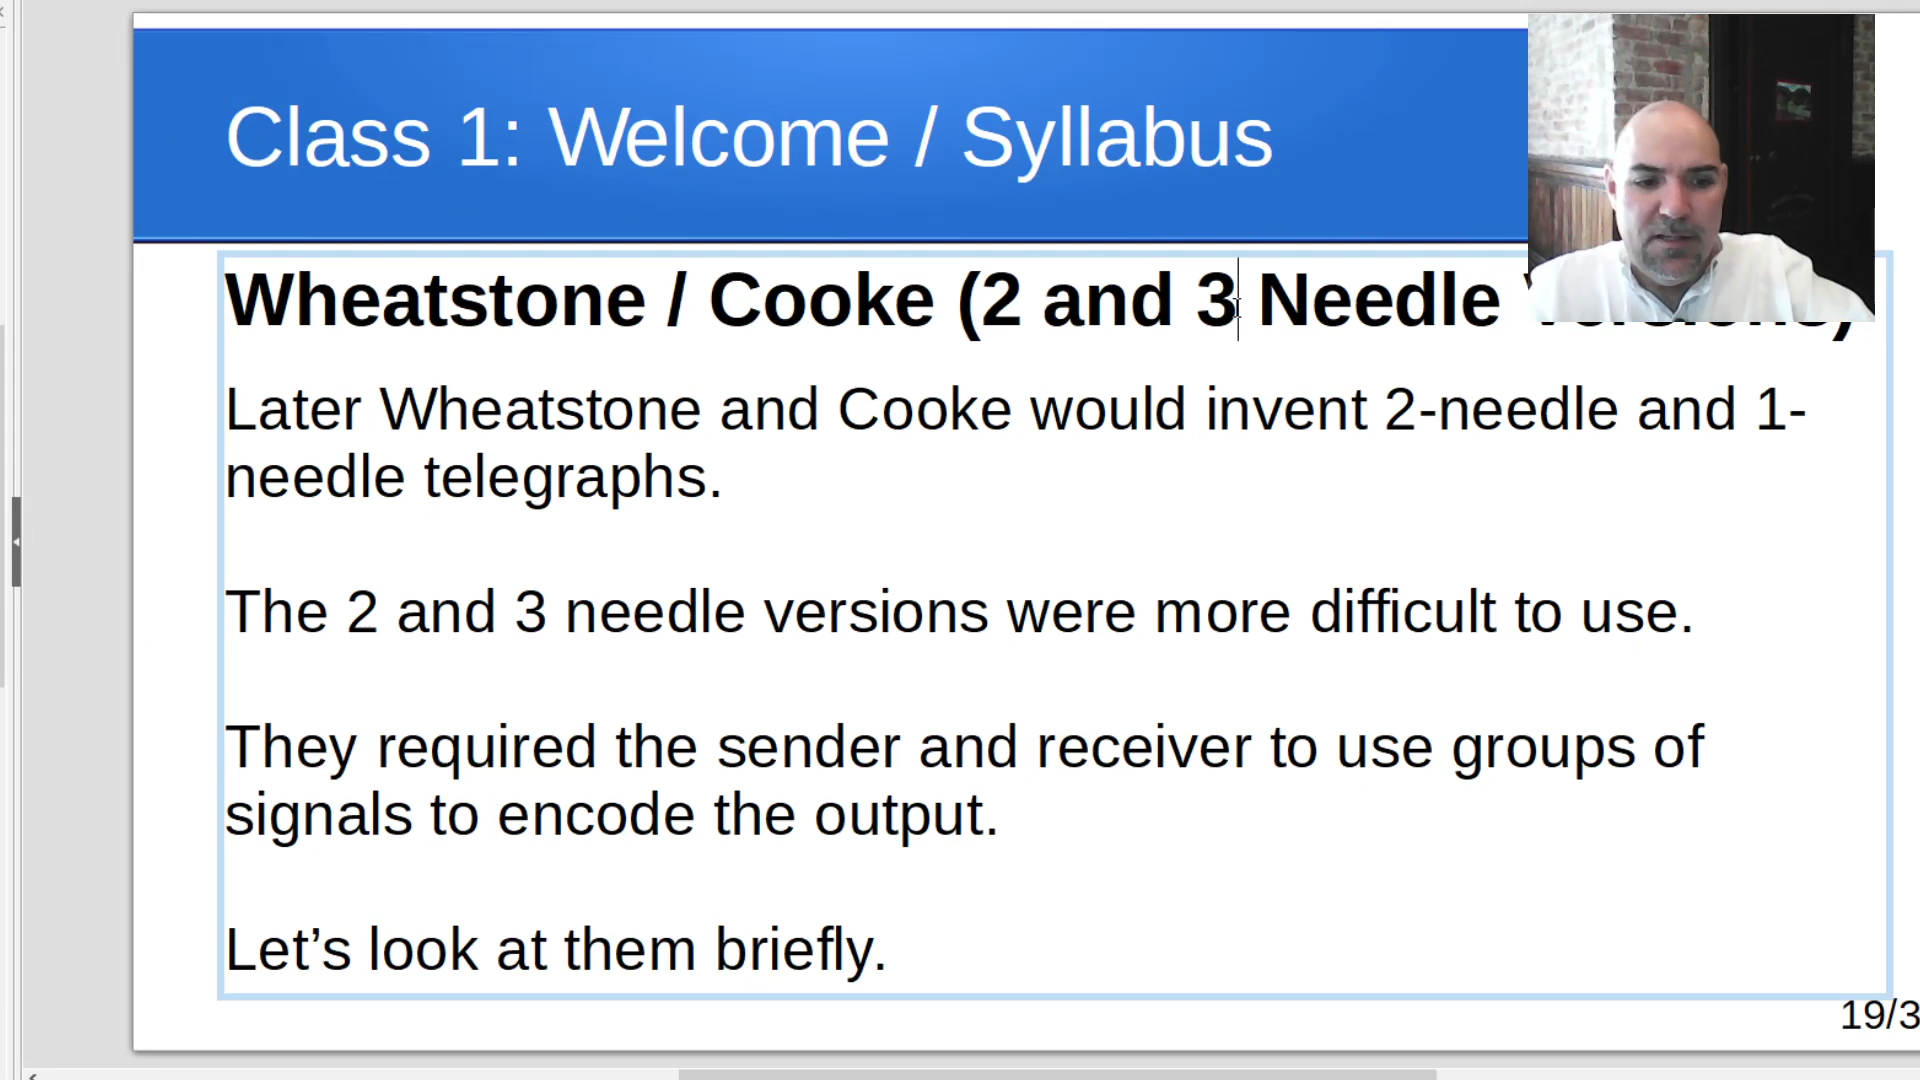 Class 1: Welcome / Syllabus
Wheatstone / Cooke (2 and 3 Needle
Later Wheatstone and Cooke would invent 2-needle and 1-
needle telegraphs.
The 2 and 3 needle versions were more difficult to use.
They required the sender and receiver to use groups of
signals to encode the output.
Let’s look at them briefly.
19/3